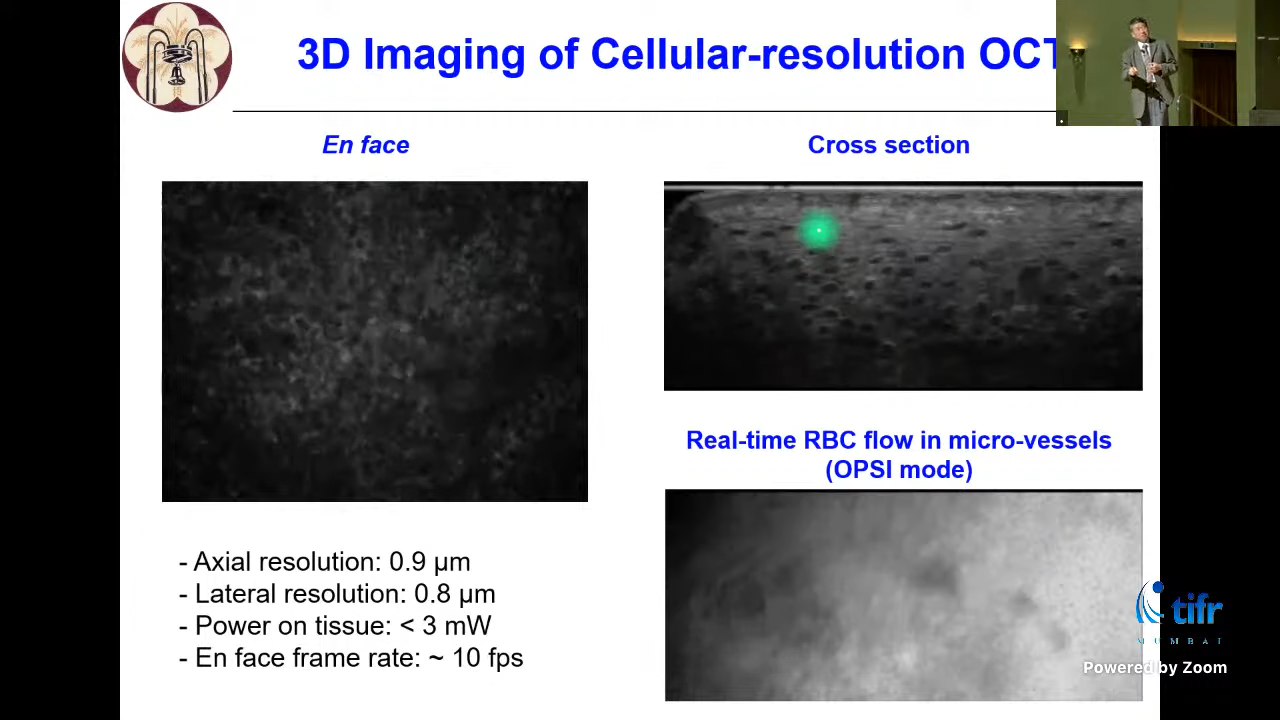 3D Imaging of Cellular-resolution OCT
En face
Cross section
Real-time RBC flow in micro-vessels
(OPSI mode)
- Axial resolution: 0.9 µm
- Lateral resolution: 0.8 µm
- Power on tissue: < 3 mW
- En face frame rate: ~ 10 fps
tifr
MUMBAI
Powered by Zoom